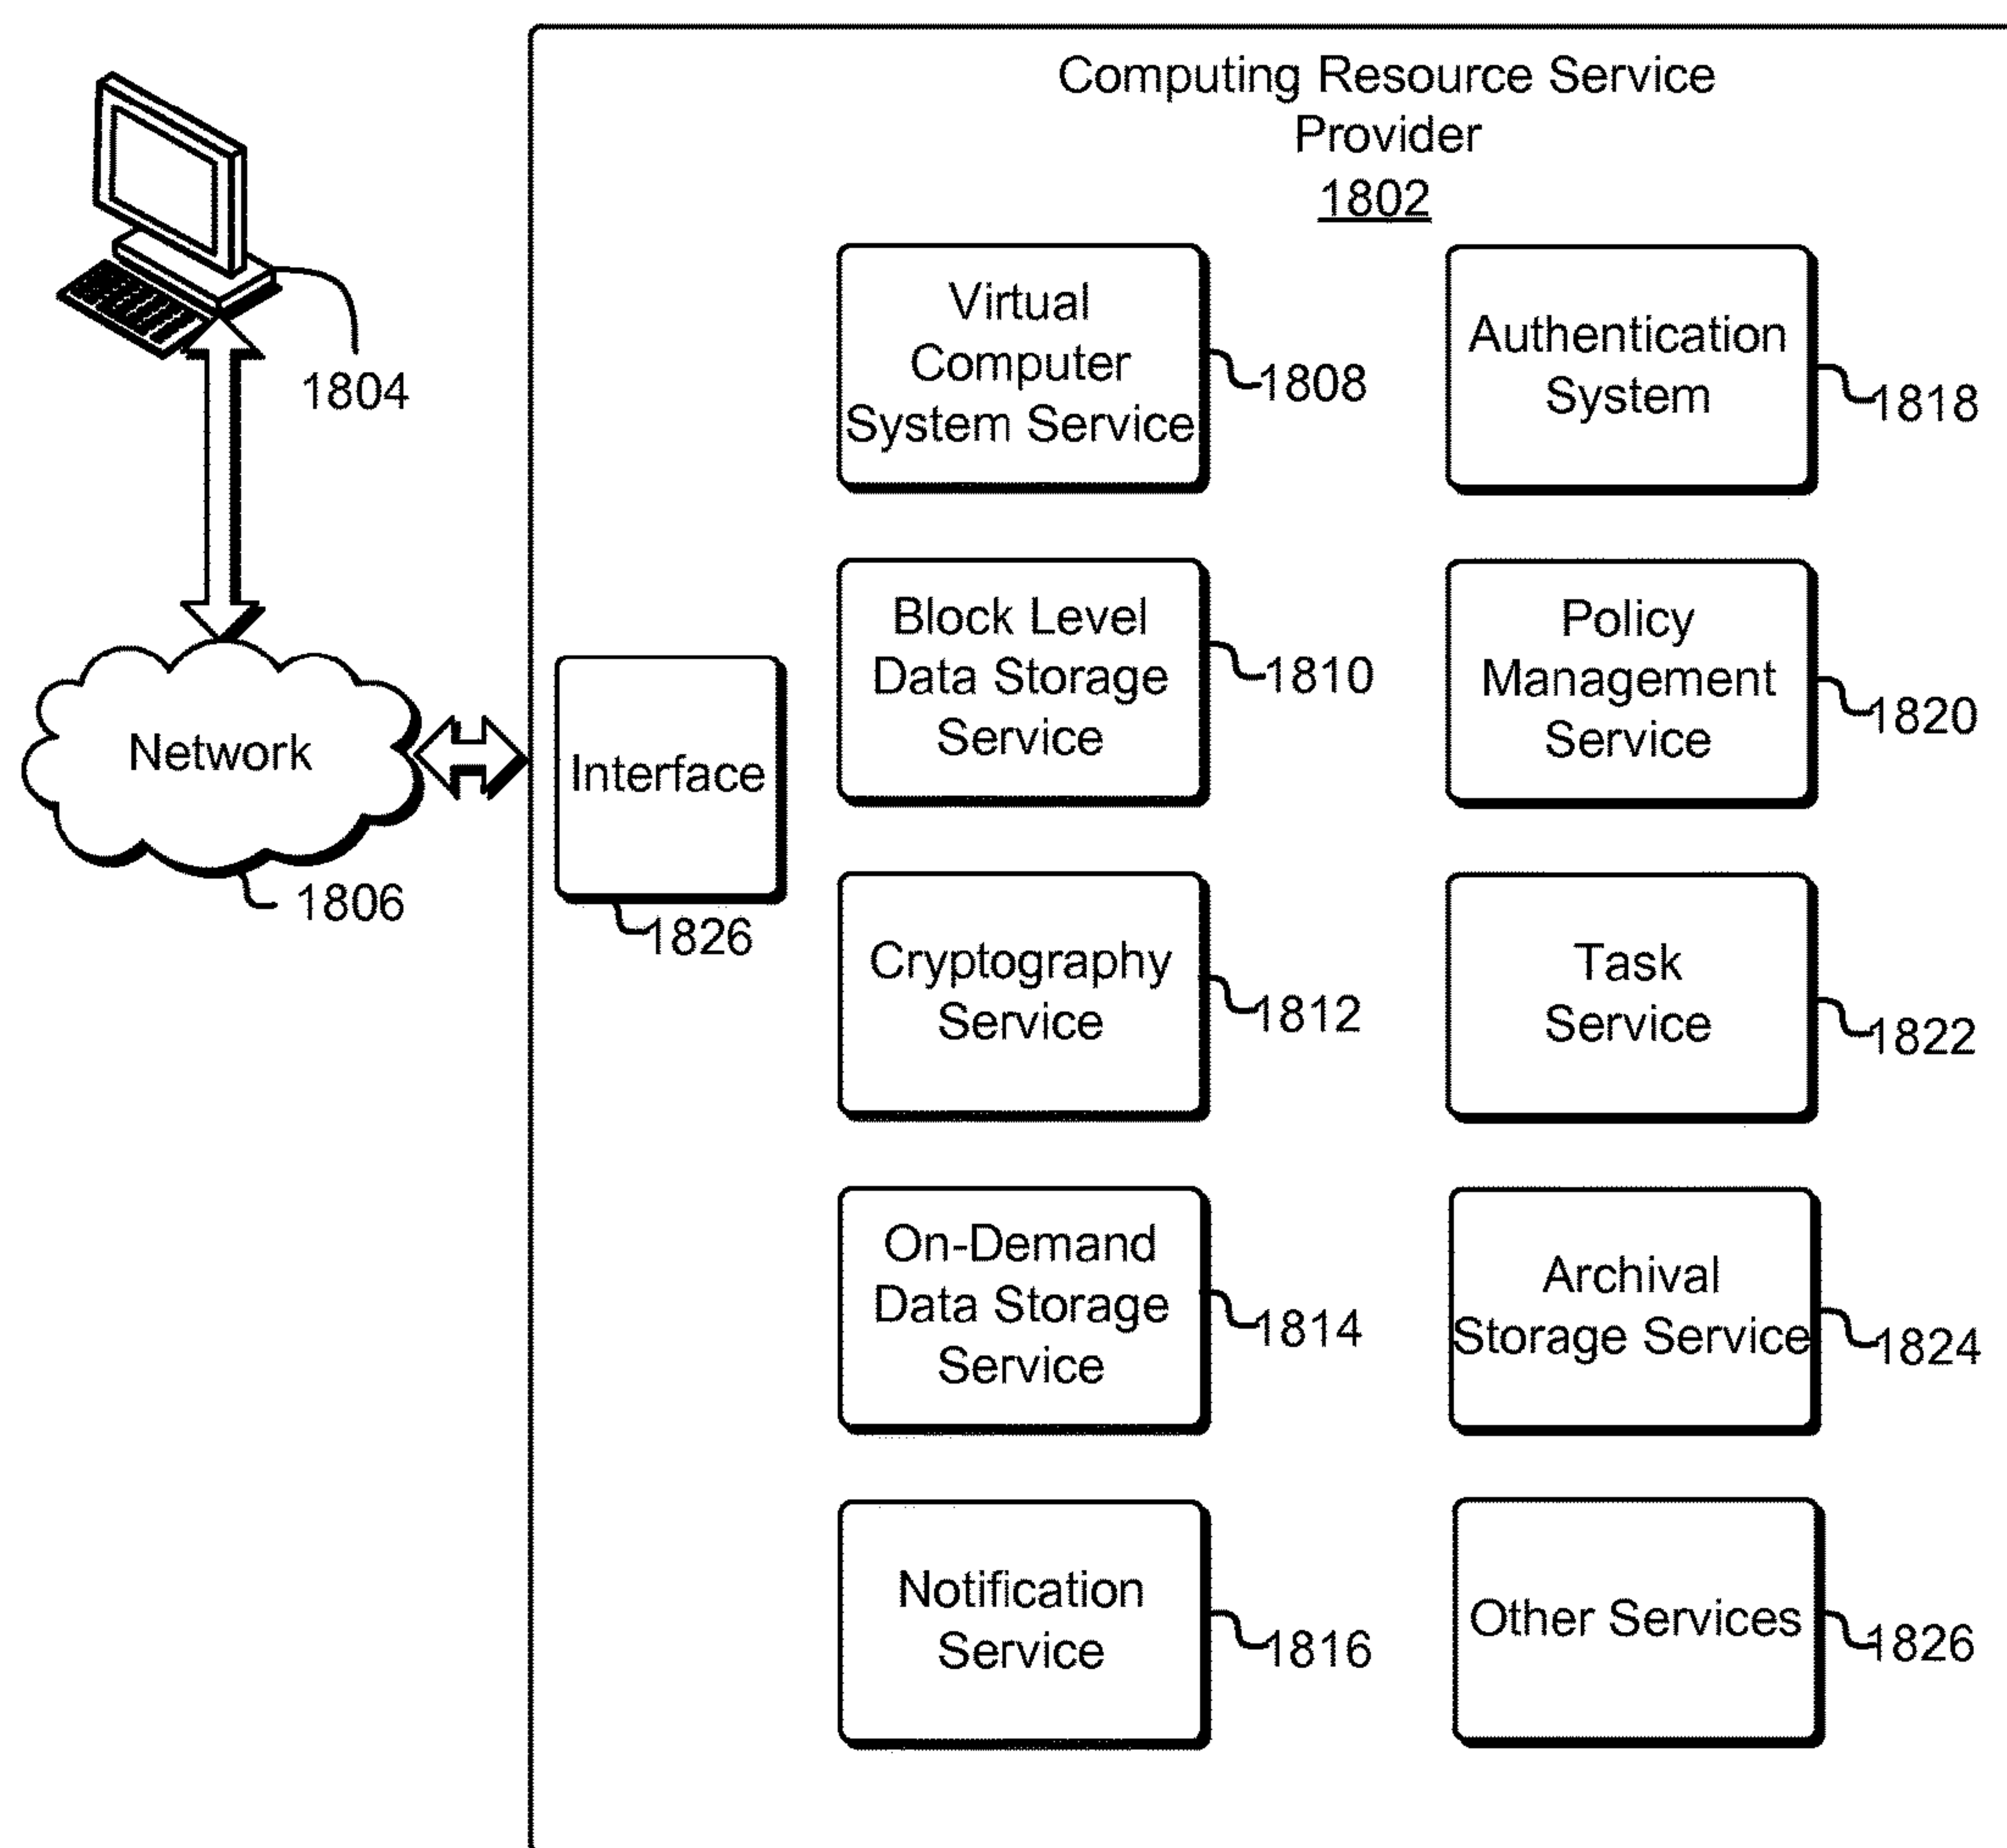 Computing Resource Service
Provider
1802
1804
Network
1806
Interface
1826
Virtual
Computer
System Service
1808
Authentication
System
1818
Block Level
Data Storage
Service
1810
Policy
Management
Service
1820
Cryptography
Service
1812
Task
Service
1822
On-Demand
Data Storage
Service
1814
Archival
Storage Service
1824
Notification
Service
1816
Other Services
1826